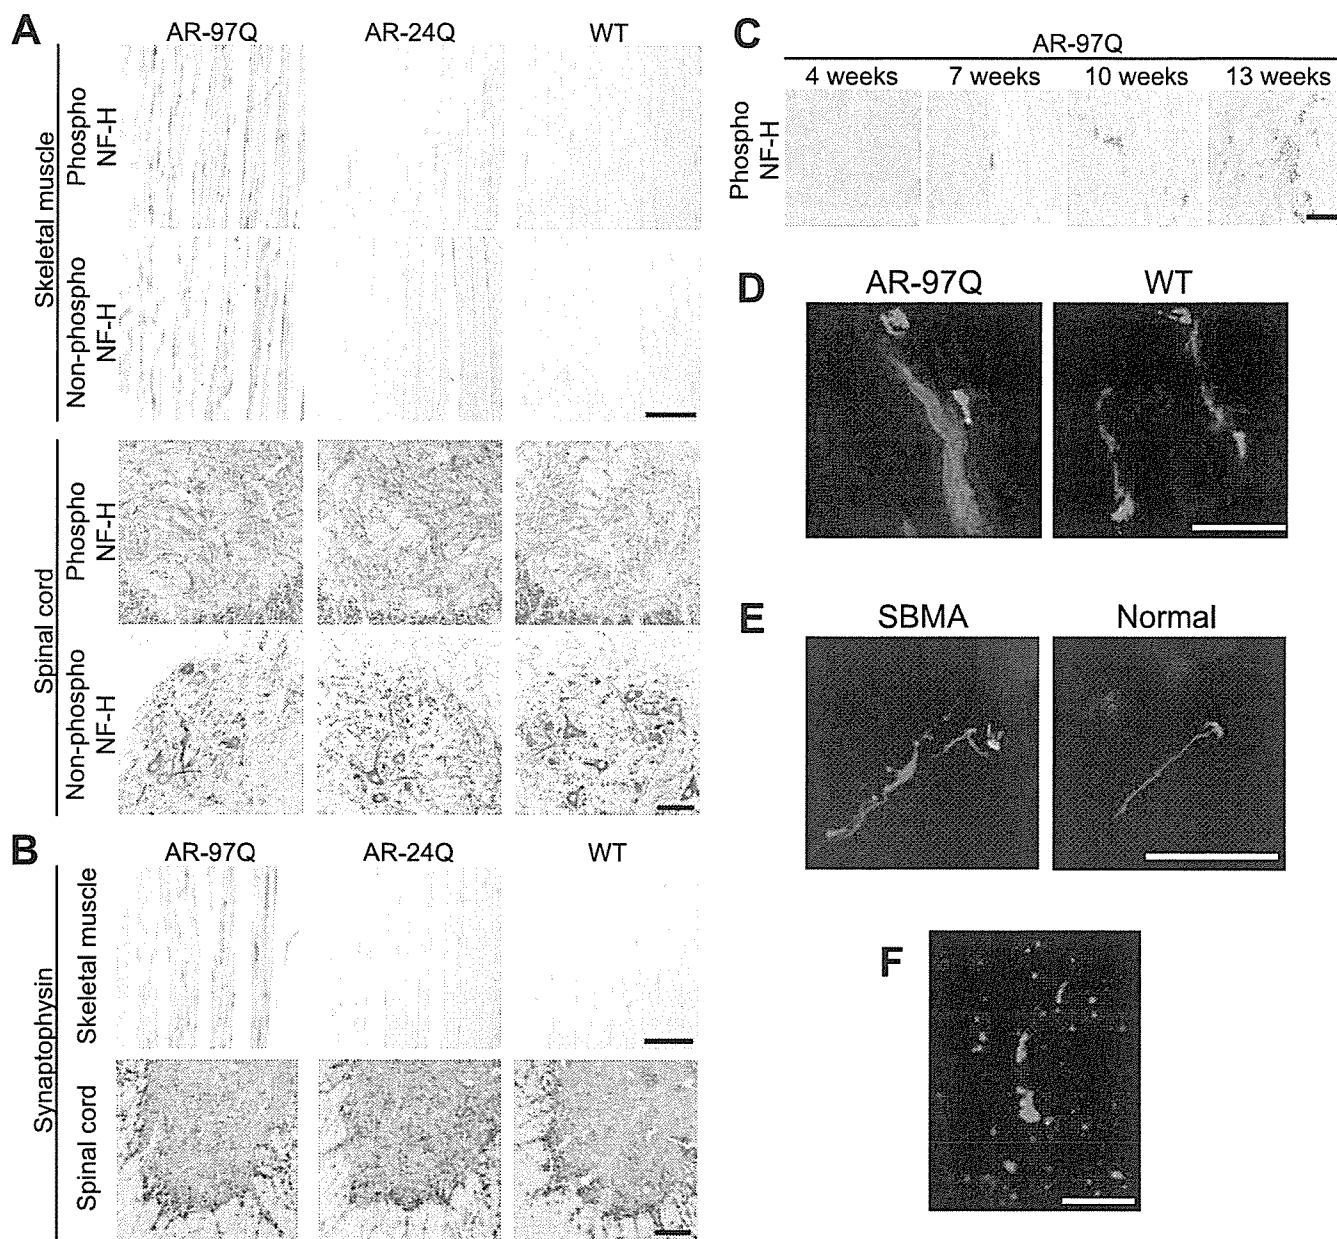 A
AR-97Q AR-24Q WT
Skeletal muscle
Phospho
NF-H
Non-phospho
NF-H
Spinal cord
Phospho
NF-H
Non-phospho
NF-H
B
AR-97Q AR-24Q WT
Synaptophysin
Skeletal muscle
Spinal cord
C
AR-97Q
4 weeks 7 weeks 10 weeks 13 weeks
Phospho
NF-H
D
AR-97Q WT
E
SBMA Normal
F